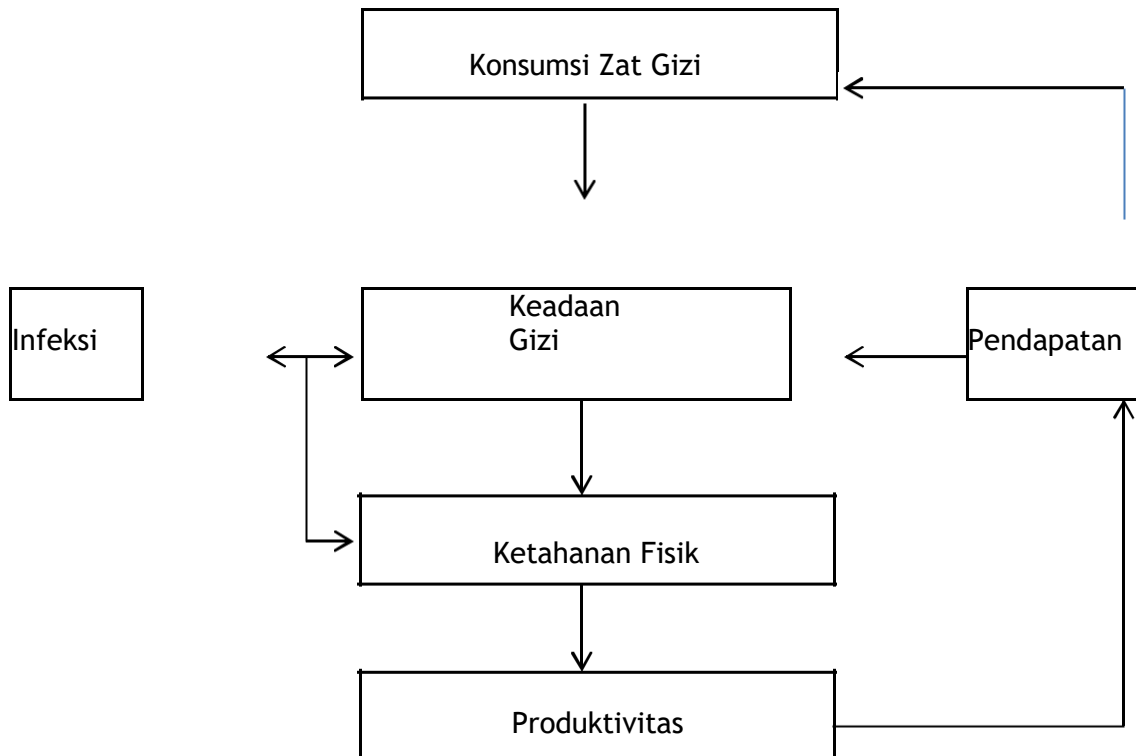 Konsumsi Zat Gizi
Infeksi
Keadaan
Gizi
Pendapatan
Ketahanan Fisik
Produktivitas